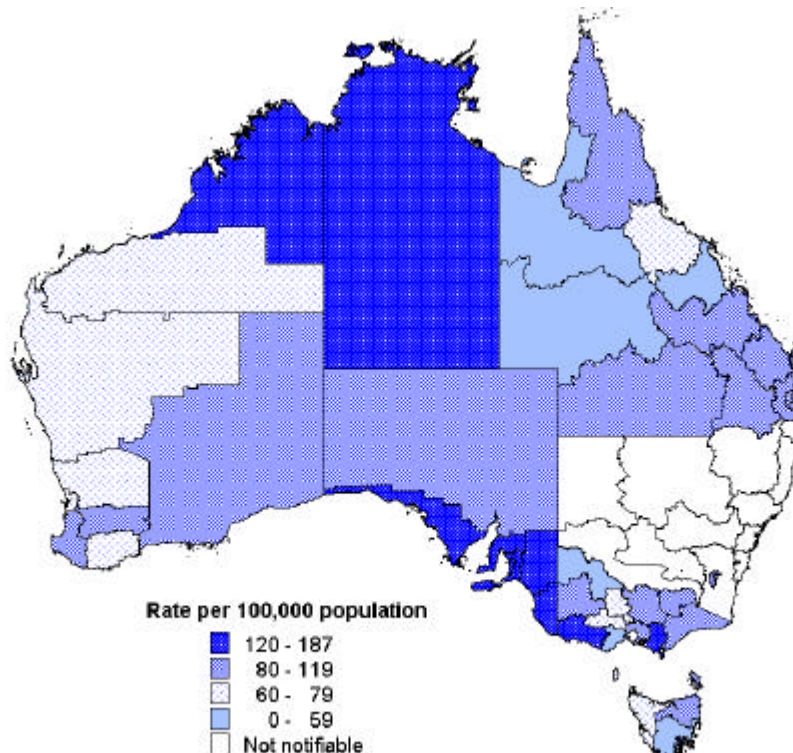 Rate per 100,000 population
120 - 187
80 - 119
60 - 79
0 - 59
Not notifiable